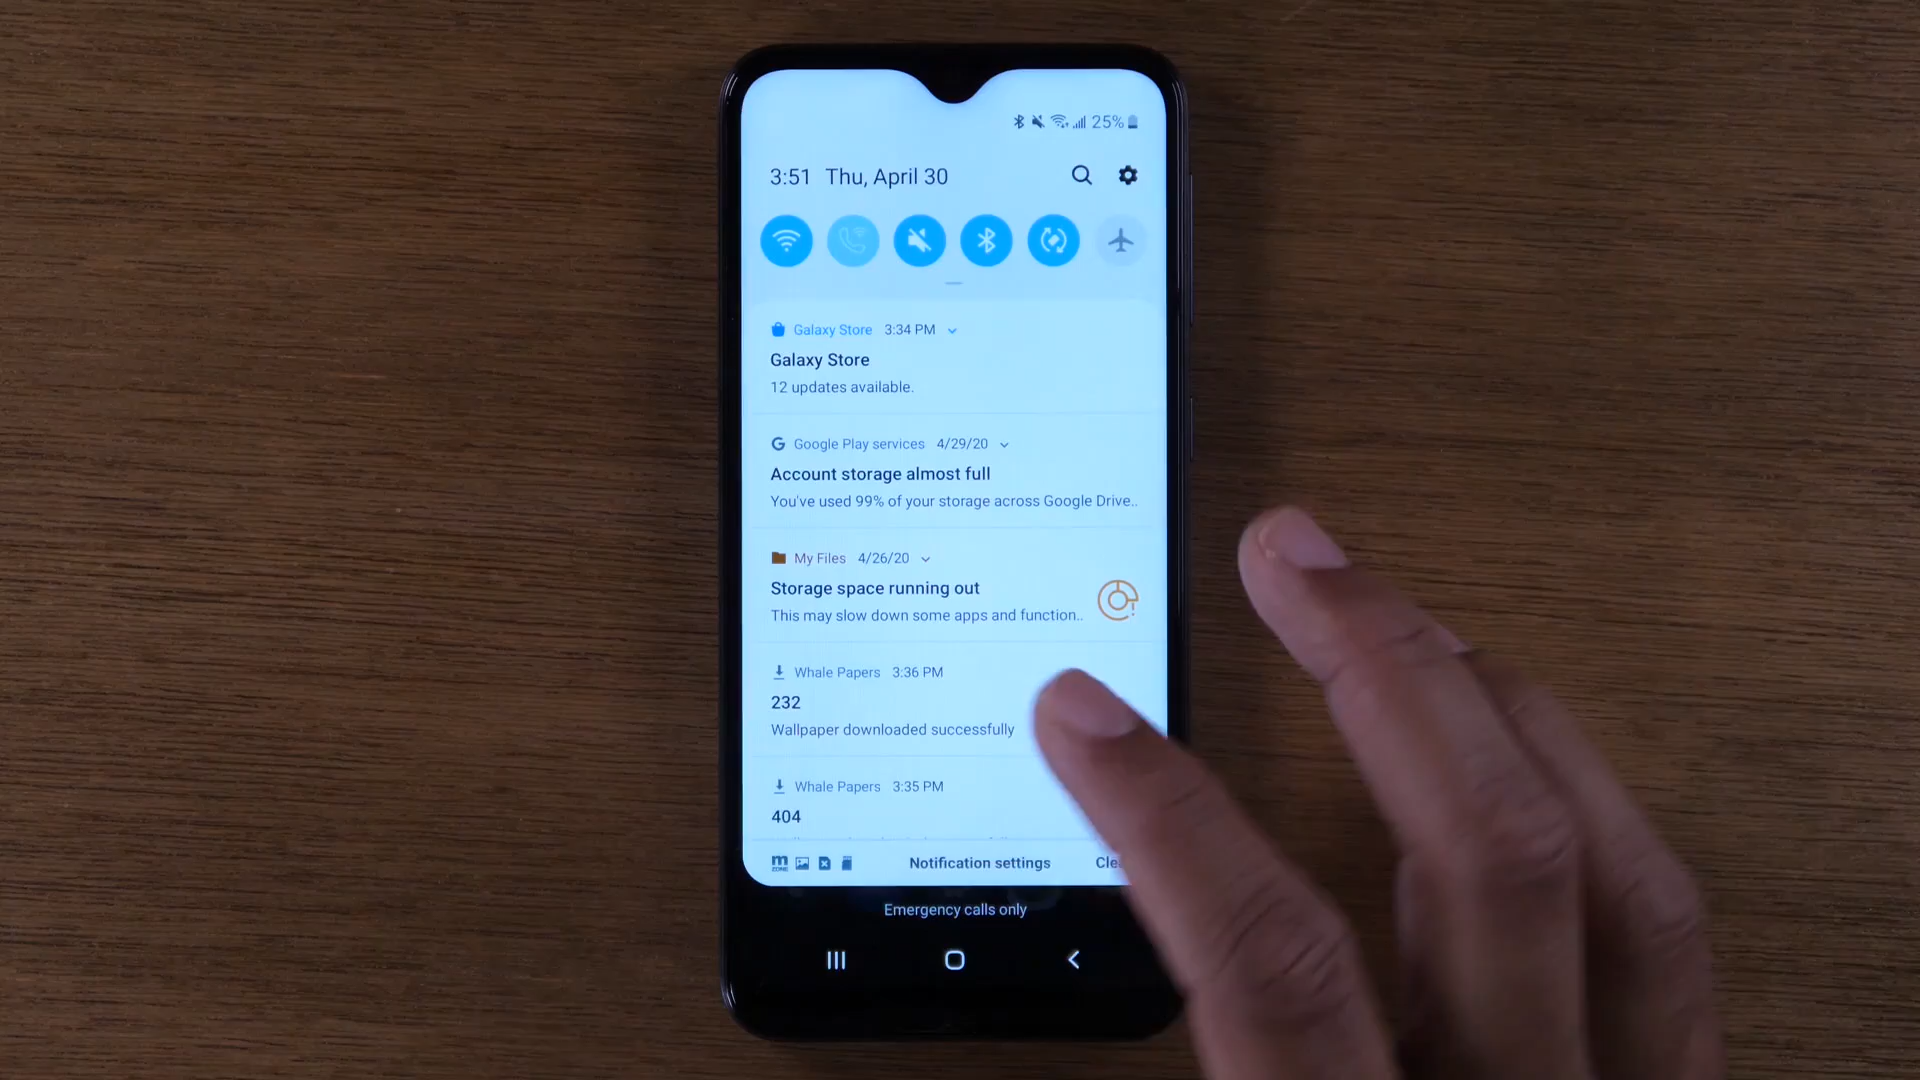 25%
3:51 Thu, April 30
Galaxy Store 3:34 PM
Galaxy Store
12 updates available.
Google Play services 4/29/20
Account storage almost full
You've used 99% of your storage across Google Drive..
My Files 4/26/20
Storage space running out
This may slow down some apps and function..
Whale Papers 3:36 PM
232
Wallpaper downloaded successfully
Whale Papers 3:35 PM
404
Notification settings
Emergency calls only